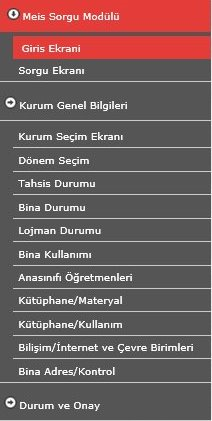 Meis Sorgu Modülü
Giris Ekrani
Sorgu Ekranı
Kurum Genel Bilgileri
Kurum Seçim Ekranı
Dönem Seçim
Tahsis Durumu
Bina Durumu
Lojman Durumu
Bina Kullanımı
Anasınıfı Öğretmenleri
Kütüphane/Materyal
Kütüphane/Kullanım
Bilişim/İnternet ve Çevre Birimleri
Bina Adres/Kontrol
Durum ve Onay